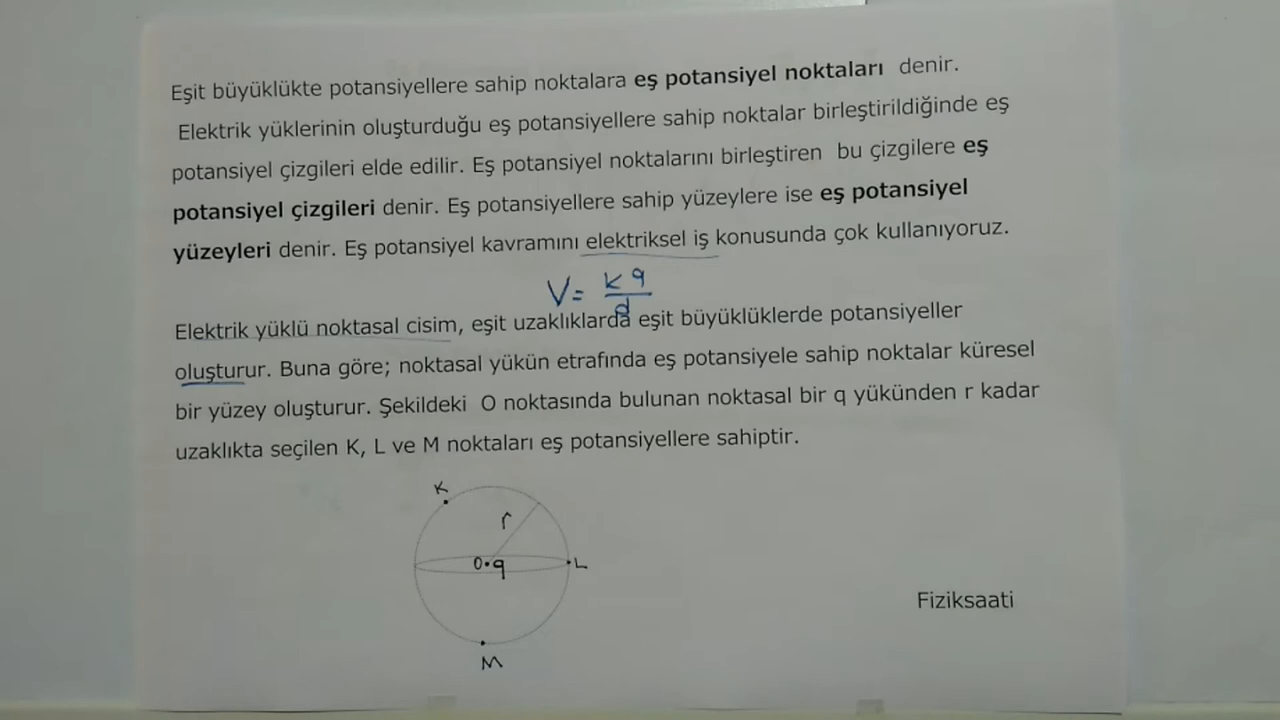 Eşit büyüklükte potansiyellere sahip noktalara eş potansiyel noktaları denir.
Elektrik yüklerinin oluşturduğu eş potansiyellere sahip noktalar birleştirildiğinde eş
potansiyel çizgileri elde edilir. Eş potansiyel noktalarını birleştiren bu çizgilere eş
potansiyel çizgileri denir. Eş potansiyellere sahip yüzeylere ise eş potansiyel
yüzeyleri denir. Eş potansiyel kavramını elektriksel iş konusunda çok kullanıyoruz.
V= kq/d
Elektrik yüklü noktasal cisim, eşit uzaklıklarda eşit büyüklüklerde potansiyeller
oluşturur. Buna göre; noktasal yükün etrafında eş potansiyele sahip noktalar küresel
bir yüzey oluşturur. Şekildeki O noktasında bulunan noktasal bir q yükünden r kadar
uzaklıkta seçilen K, L ve M noktaları eş potansiyellere sahiptir.
K
r
O q
L
M
Fiziksaati